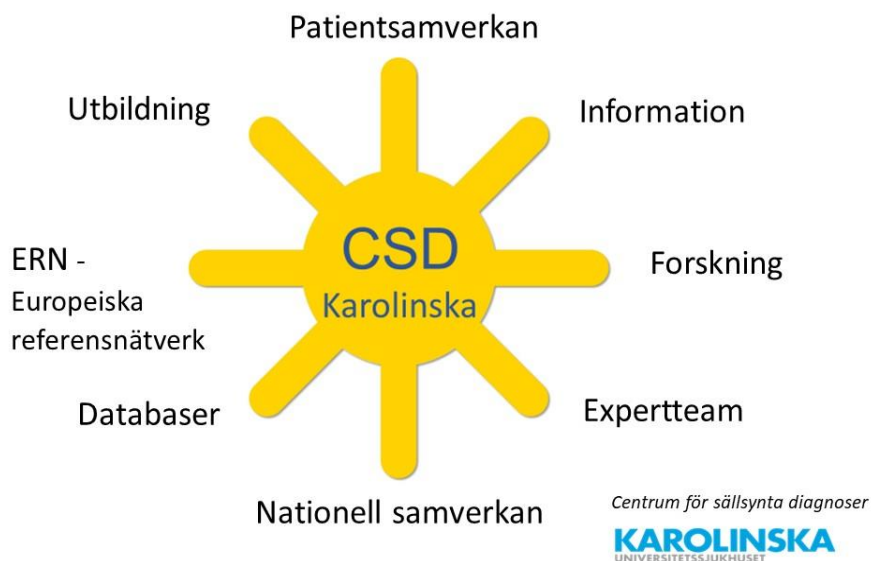 Patientsamverkan
Utbildning
Information
CSD
Karolinska
ERN -
Europeiska
referensnätverk
Forskning
Databaser
Expertteam
Nationell samverkan
Centrum för sällsynta diagnoser
KAROLINSKA
UNIVERSITETSSJUKHUSET